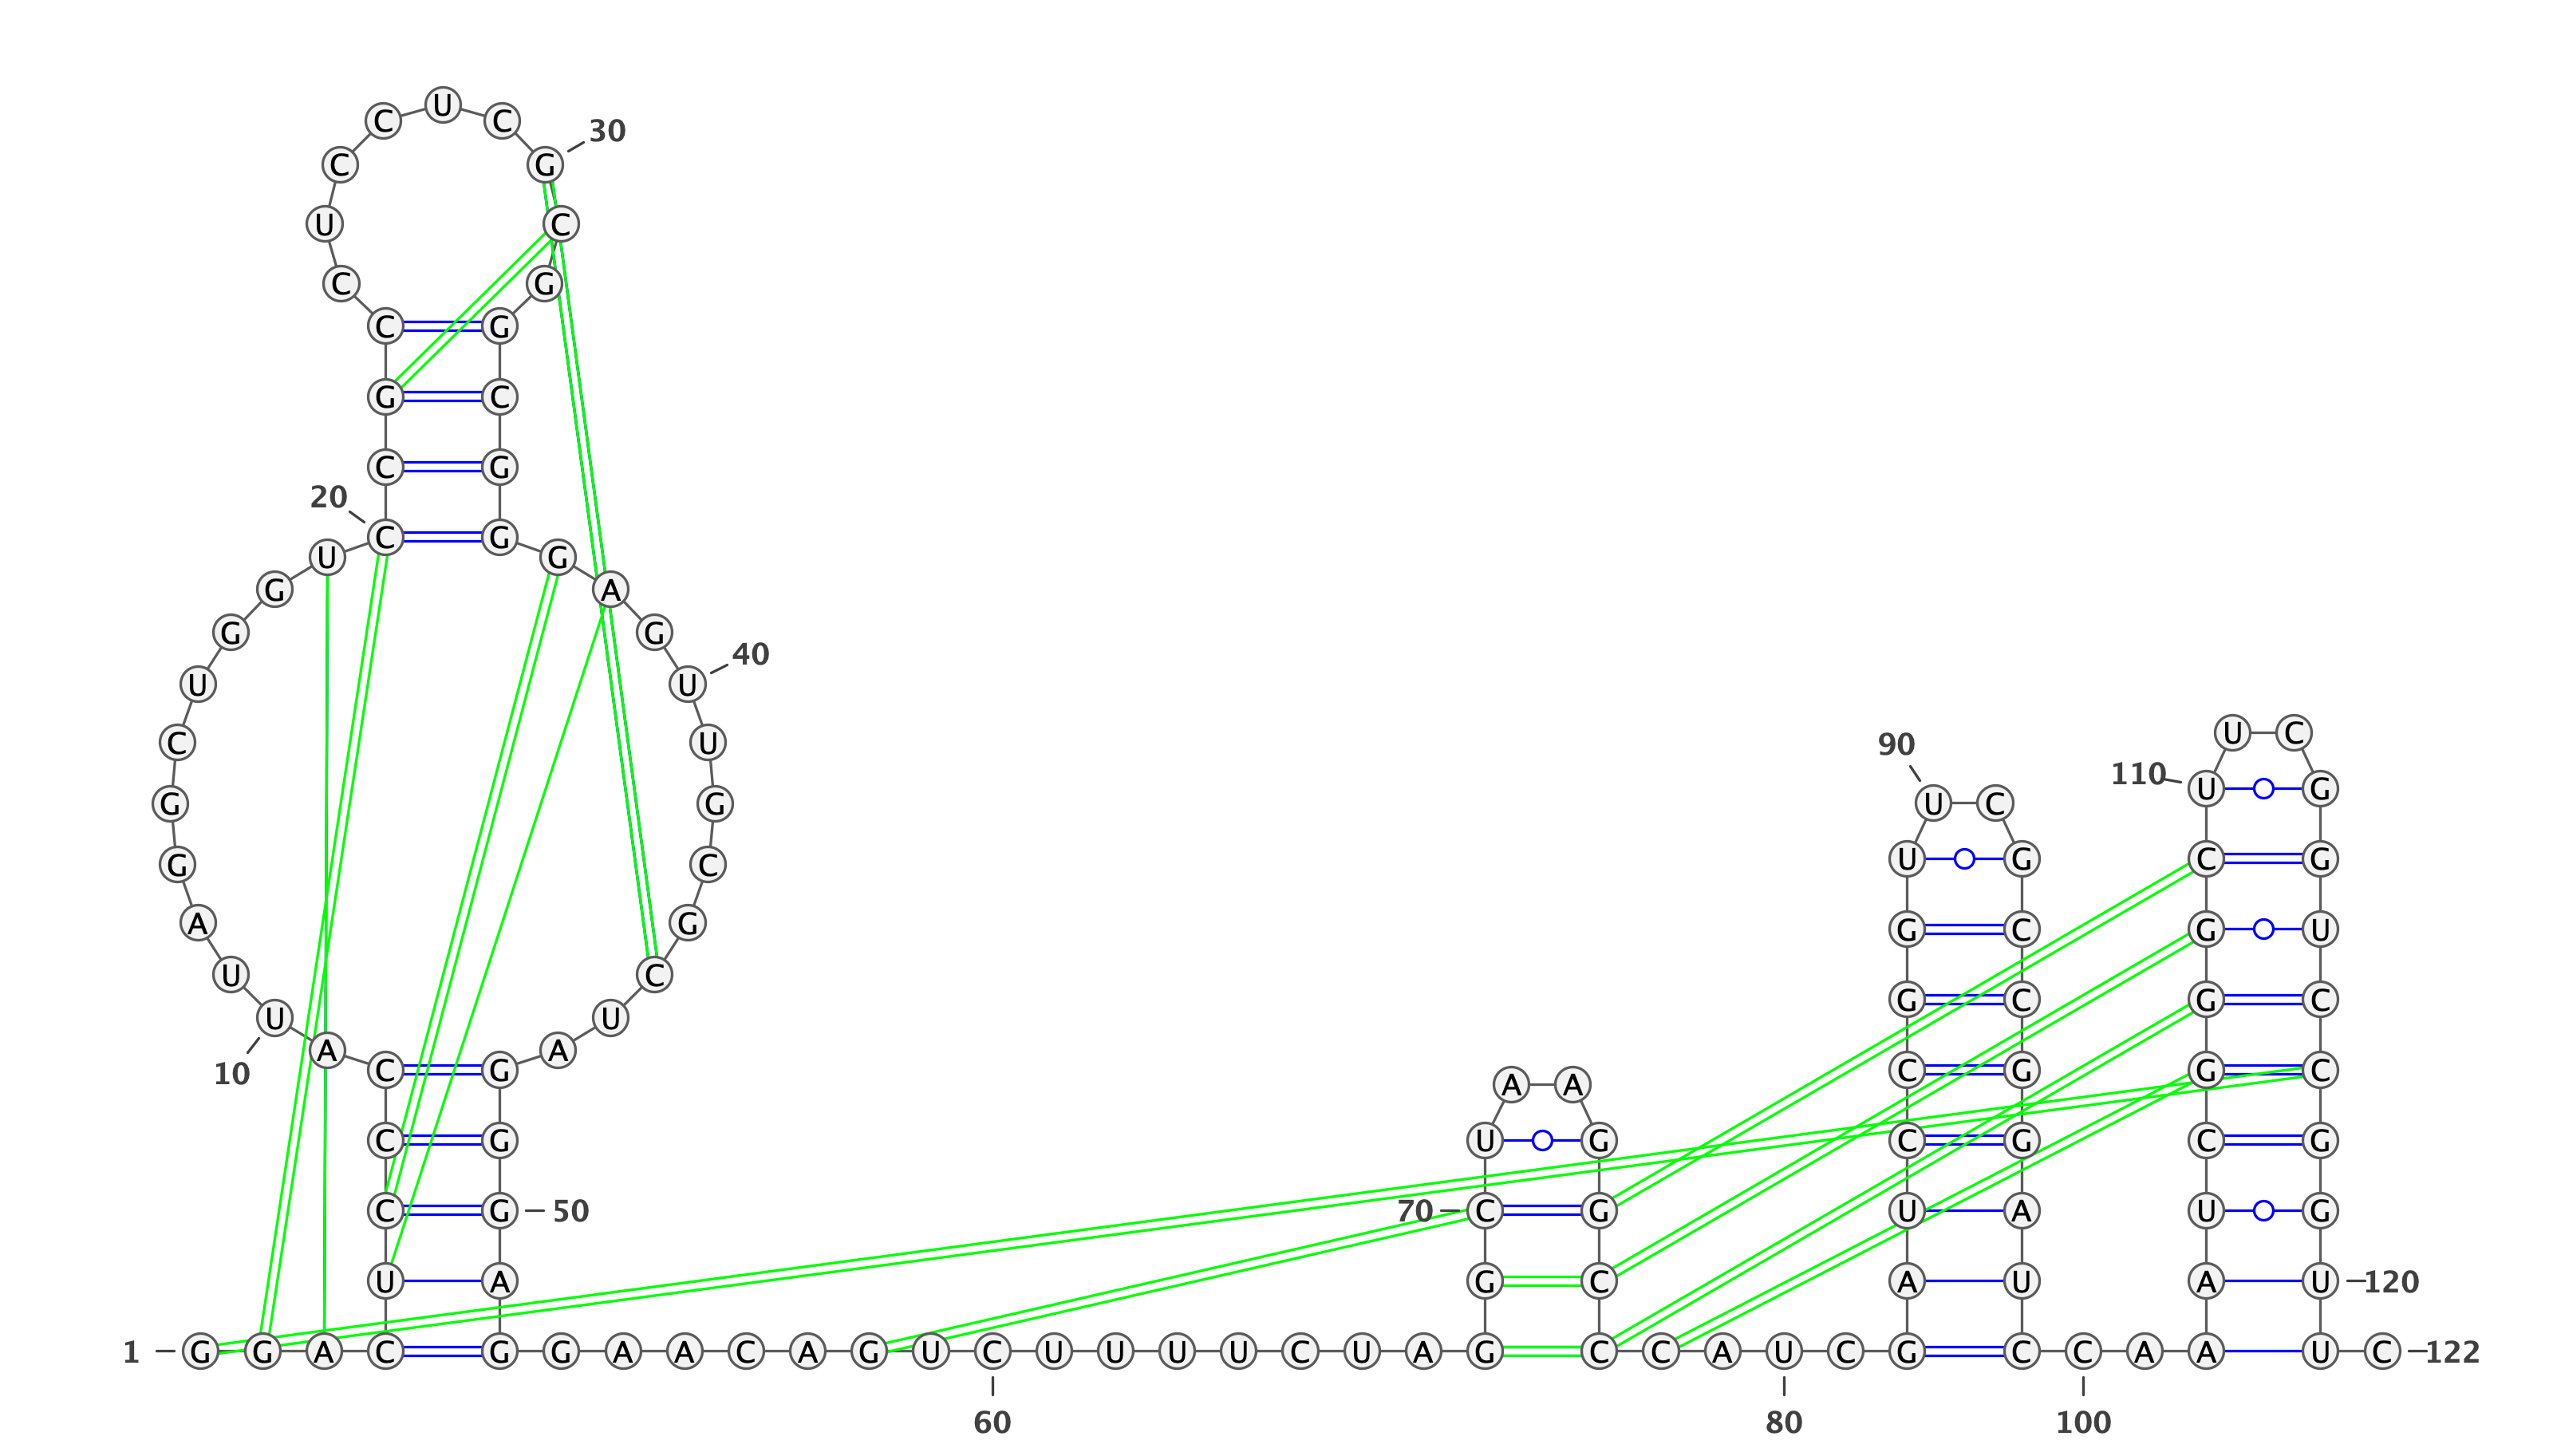 U
C C
30
C G
U C
C G
C G
G C
C G
20
C G
U G
G A
G G
40
U U
U C
C U 90
110
U G
G G U C
G C U G C G
A G G C G U
U C
G C G C
U U
A A
C G C G G C
10 A A
C G U G C G C G
C G 50 70 C G U A U G
U A G C A U A U 120
1 G G A C G G A A C A G U C U U U U C U A G C C A U C G C C A A U C 122
60 80 100